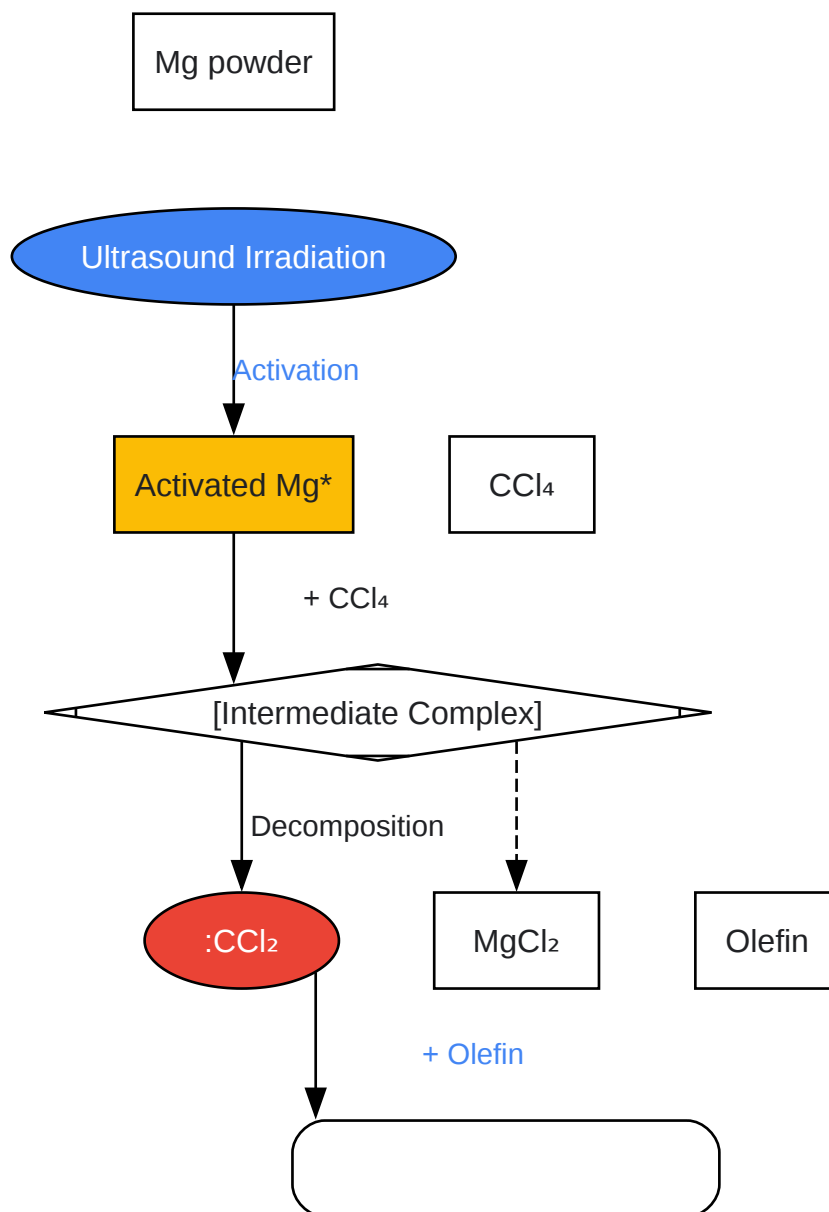 Mg powder
Ultrasound Irradiation
Activation
Activated Mg*
CCl₄
+ CCl₄
[Intermediate Complex]
Decomposition
:CCl₂
MgCl₂
Olefin
+ Olefin